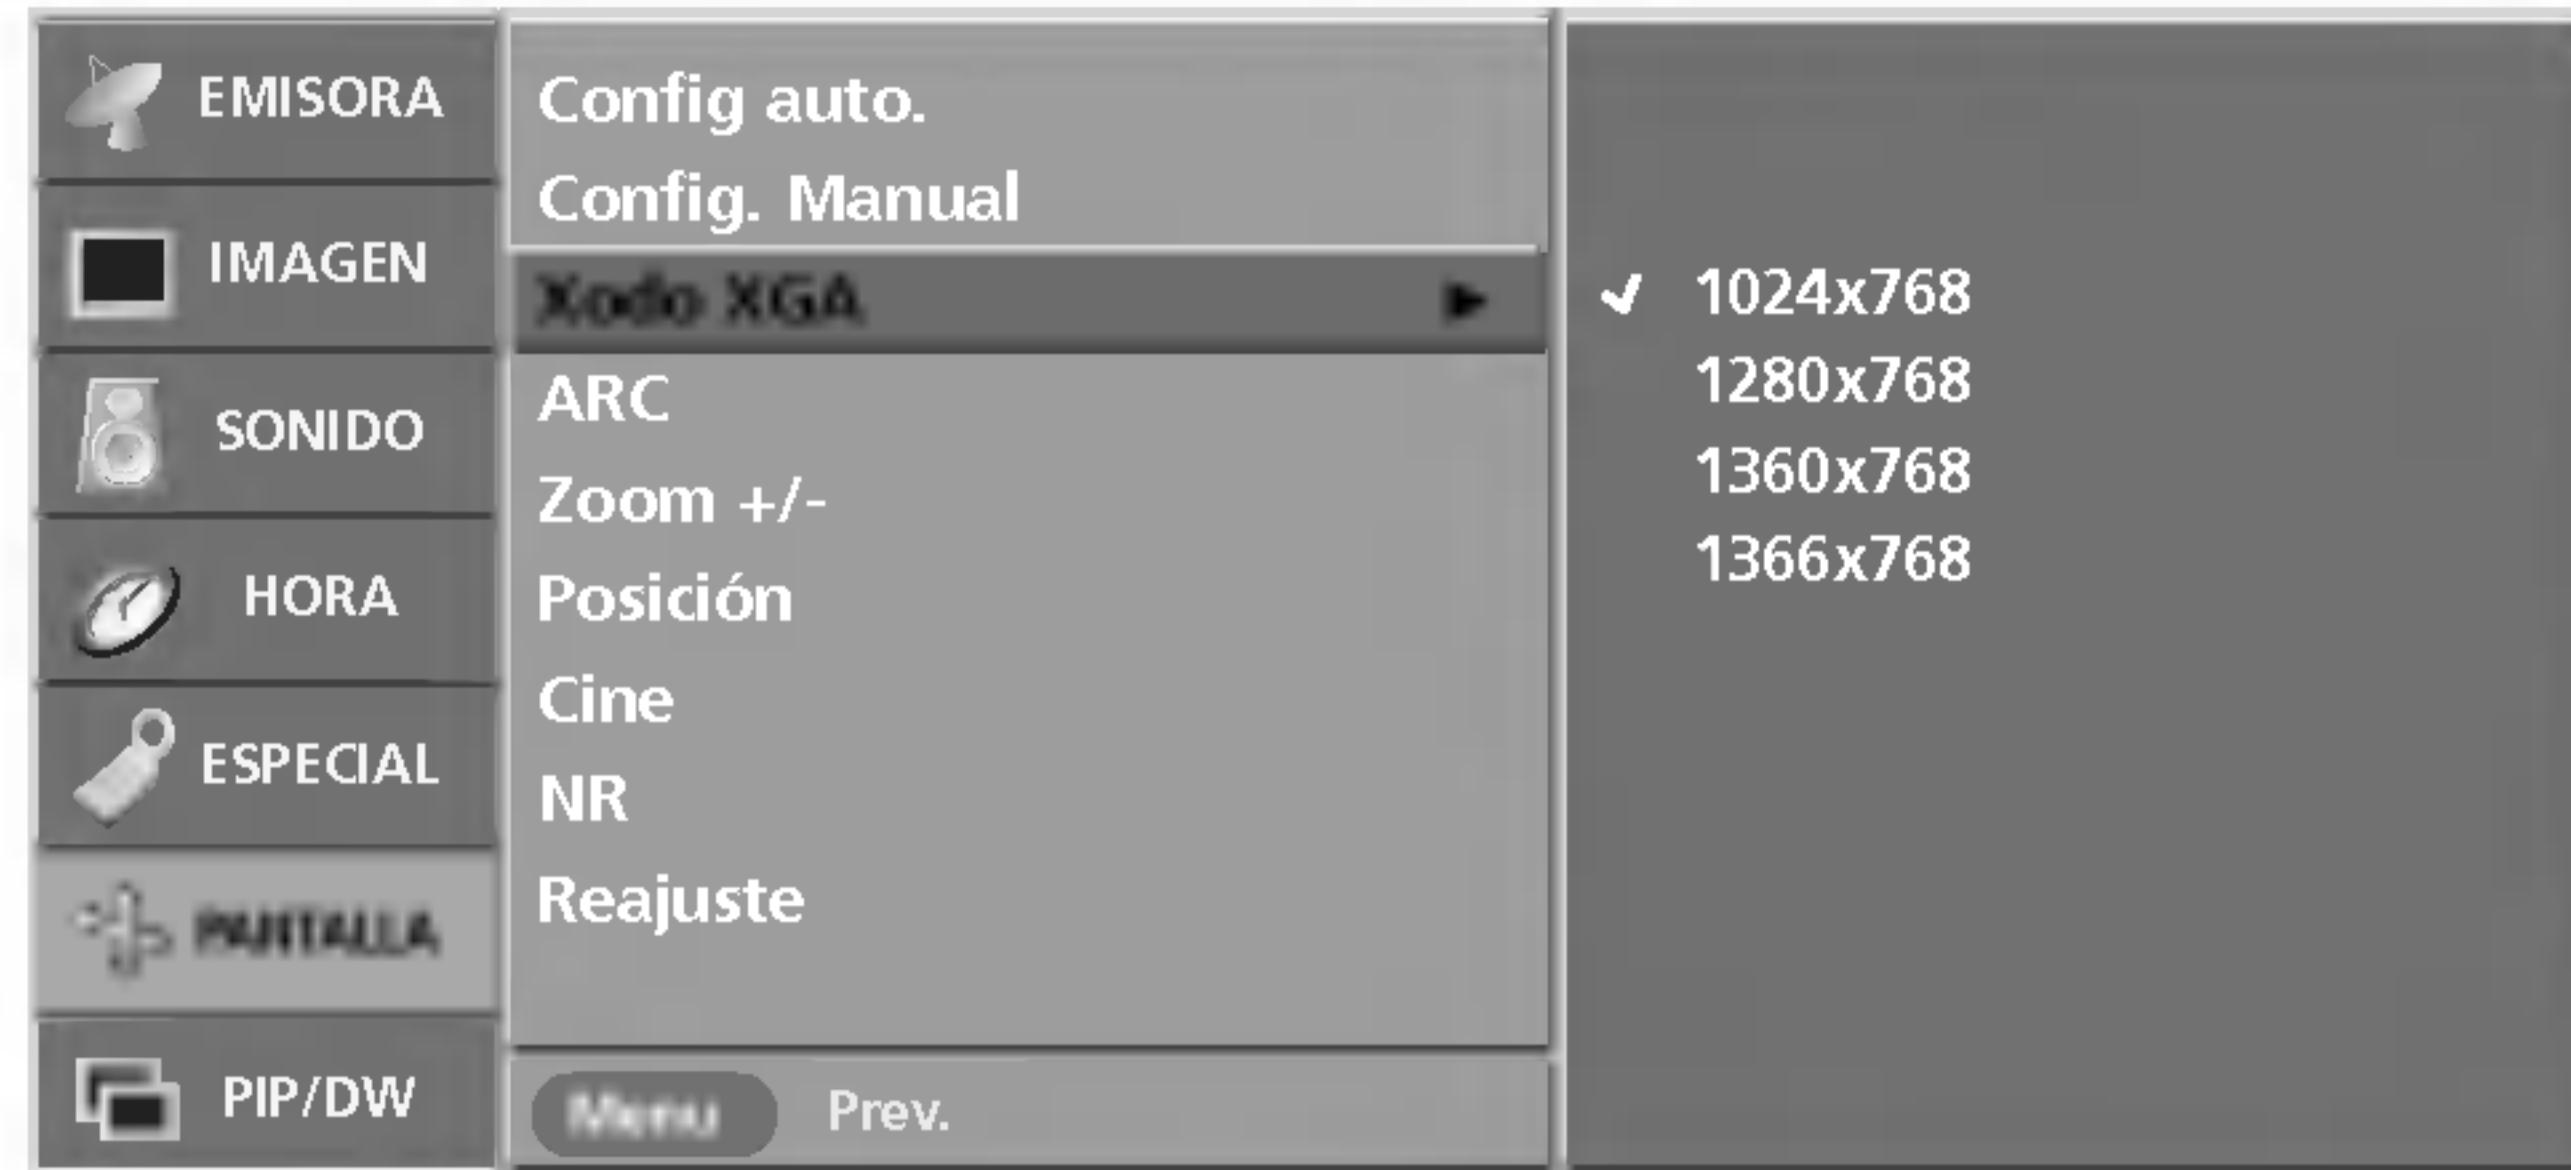 EMISORA
IMAGEN
SONIDO
HORA
ESPECIAL
PANTALLA
PIP/DW
Config auto.
Config. Manual
Xodo XGA
ARC
Zoom +/-
Posición
Cine
NR
Reajuste
Menu Prev.
1024x768
1280x768
1360x768
1366x768